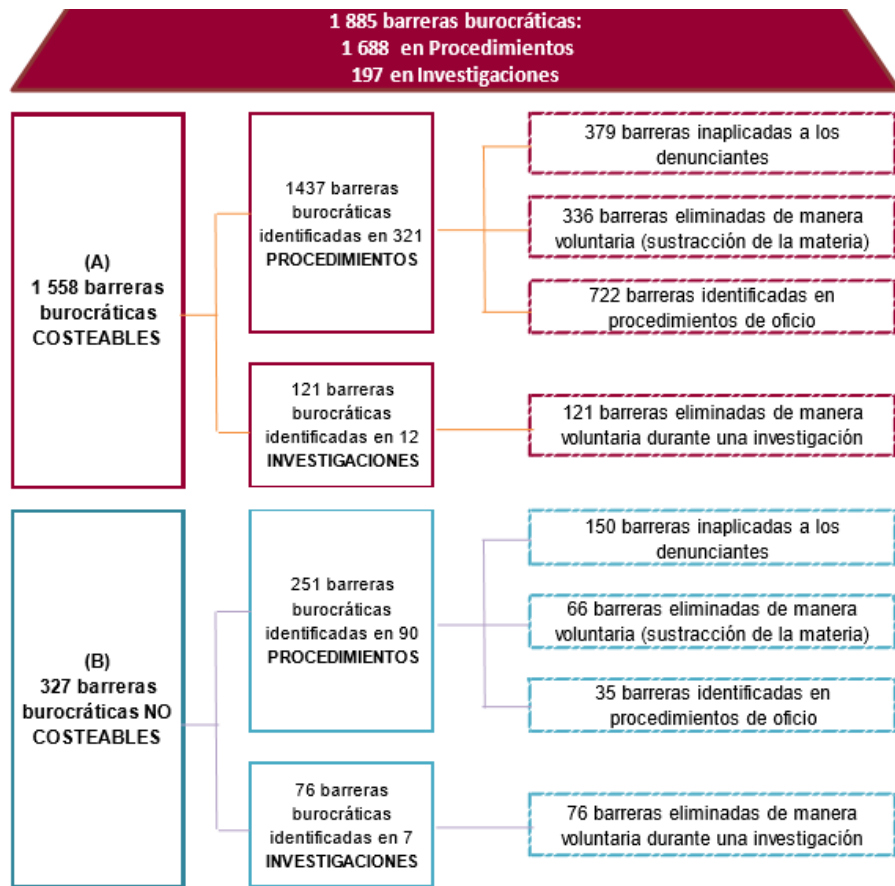 1 885 barreras burocráticas:
1 688 en Procedimientos
197 en Investigaciones
(A)
1 558 barreras
burocráticas
COSTEABLES
1437 barreras
burocráticas
identificadas en 321
PROCEDIMIENTOS
379 barreras inaplicadas a los
denunciantes
336 barreras eliminadas de manera
voluntaria (sustracción de la materia)
722 barreras identificadas en
procedimientos de oficio
121 barreras
burocráticas
identificadas en 12
INVESTIGACIONES
121 barreras eliminadas de manera
voluntaria durante una investigación
(B)
327 barreras
burocráticas NO
COSTEABLES
251 barreras
burocráticas
identificadas en 90
PROCEDIMIENTOS
150 barreras inaplicadas a los
denunciantes
66 barreras eliminadas de manera
voluntaria (sustracción de la materia)
35 barreras identificadas en
procedimientos de oficio
76 barreras
burocráticas
identificadas en 7
INVESTIGACIONES
76 barreras eliminadas de manera
voluntaria durante una investigación